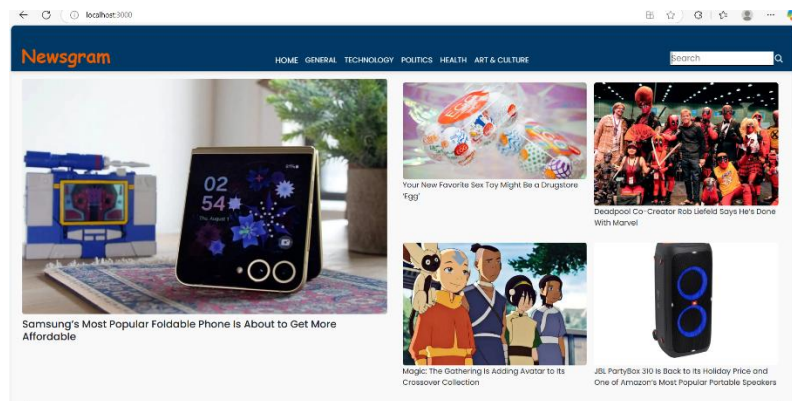 localhost:3000
Newsgram
HOME GENERAL TECHNOLOGY POLITICS HEALTH ART & CULTURE
Search
02
54
Thu, August 1
Samsung's Most Popular Foldable Phone Is About to Get More
Affordable
Your New Favorite Sex Toy Might Be a Drugstore
'Egg'
Deadpool Co-Creator Rob Liefeld Says He's Done
With Marvel
Magic: The Gathering Is Adding Avatar to Its
Crossover Collection
JBL PartyBox 310 Is Back to Its Holiday Price and
One of Amazon's Most Popular Portable Speakers